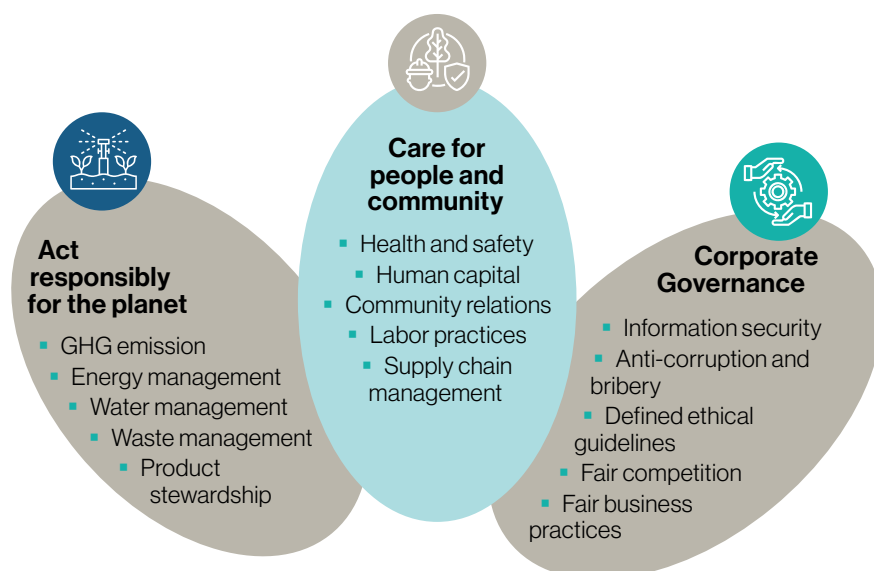 Act
responsibly
for the planet
GHG emission
Energy management
Water management
Waste management
Product
stewardship
Care for
people and
community
Health and safety
Human capital
Community relations
Labor practices
Supply chain
management
Corporate
Governance
Information security
Anti-corruption and
bribery
Defined ethical
guidelines
Fair competition
Fair business
practices